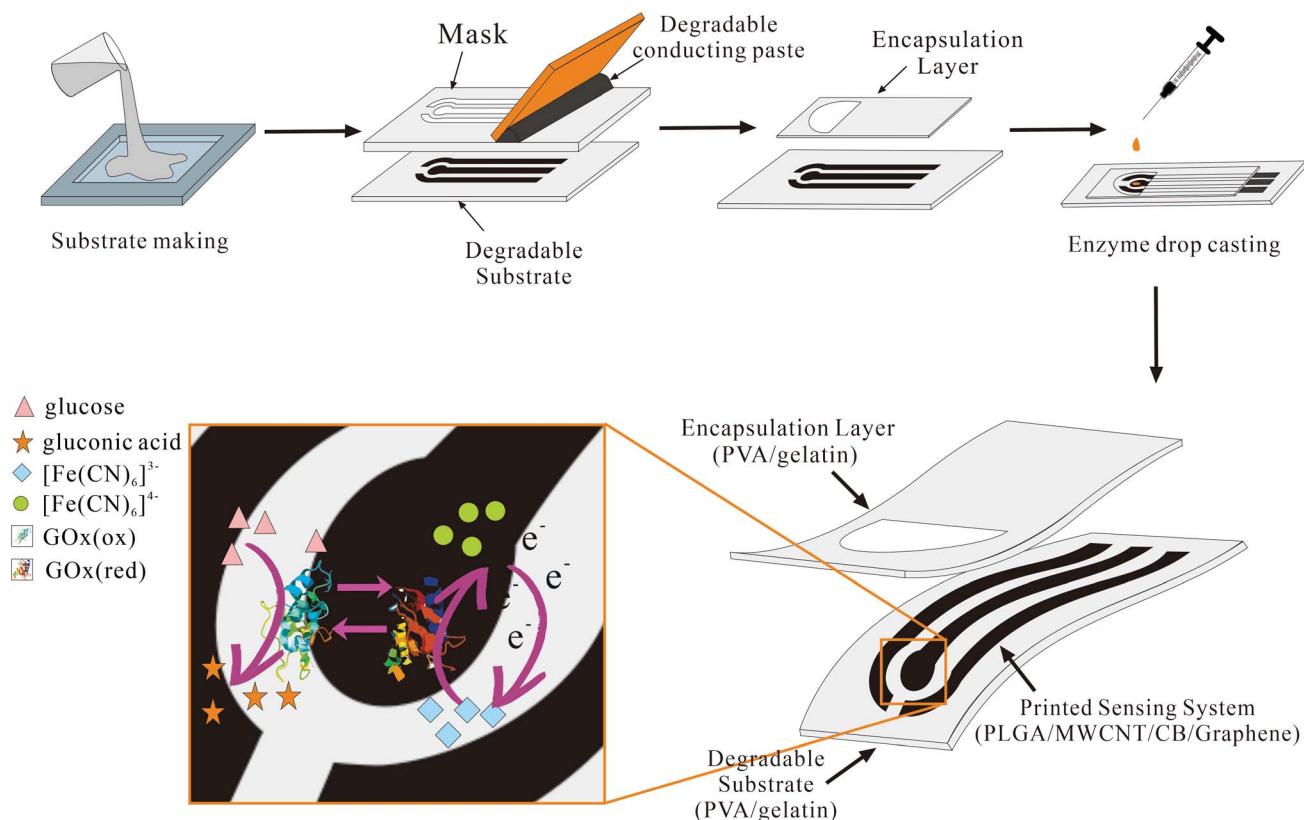 Mask
Degradable
conducting paste
Encapsulation
Layer
Substrate making
Degradable
Substrate
Enzyme drop casting
glucose
gluconic acid
[Fe(CN)₆]³⁻
[Fe(CN)₆]⁴⁻
GOx(ox)
GOx(red)
e⁻
e⁻
e⁻
e⁻
Encapsulation Layer
(PVA/gelatin)
Printed Sensing System
(PLGA/MWCNT/CB/Graphene)
Degradable
Substrate
(PVA/gelatin)